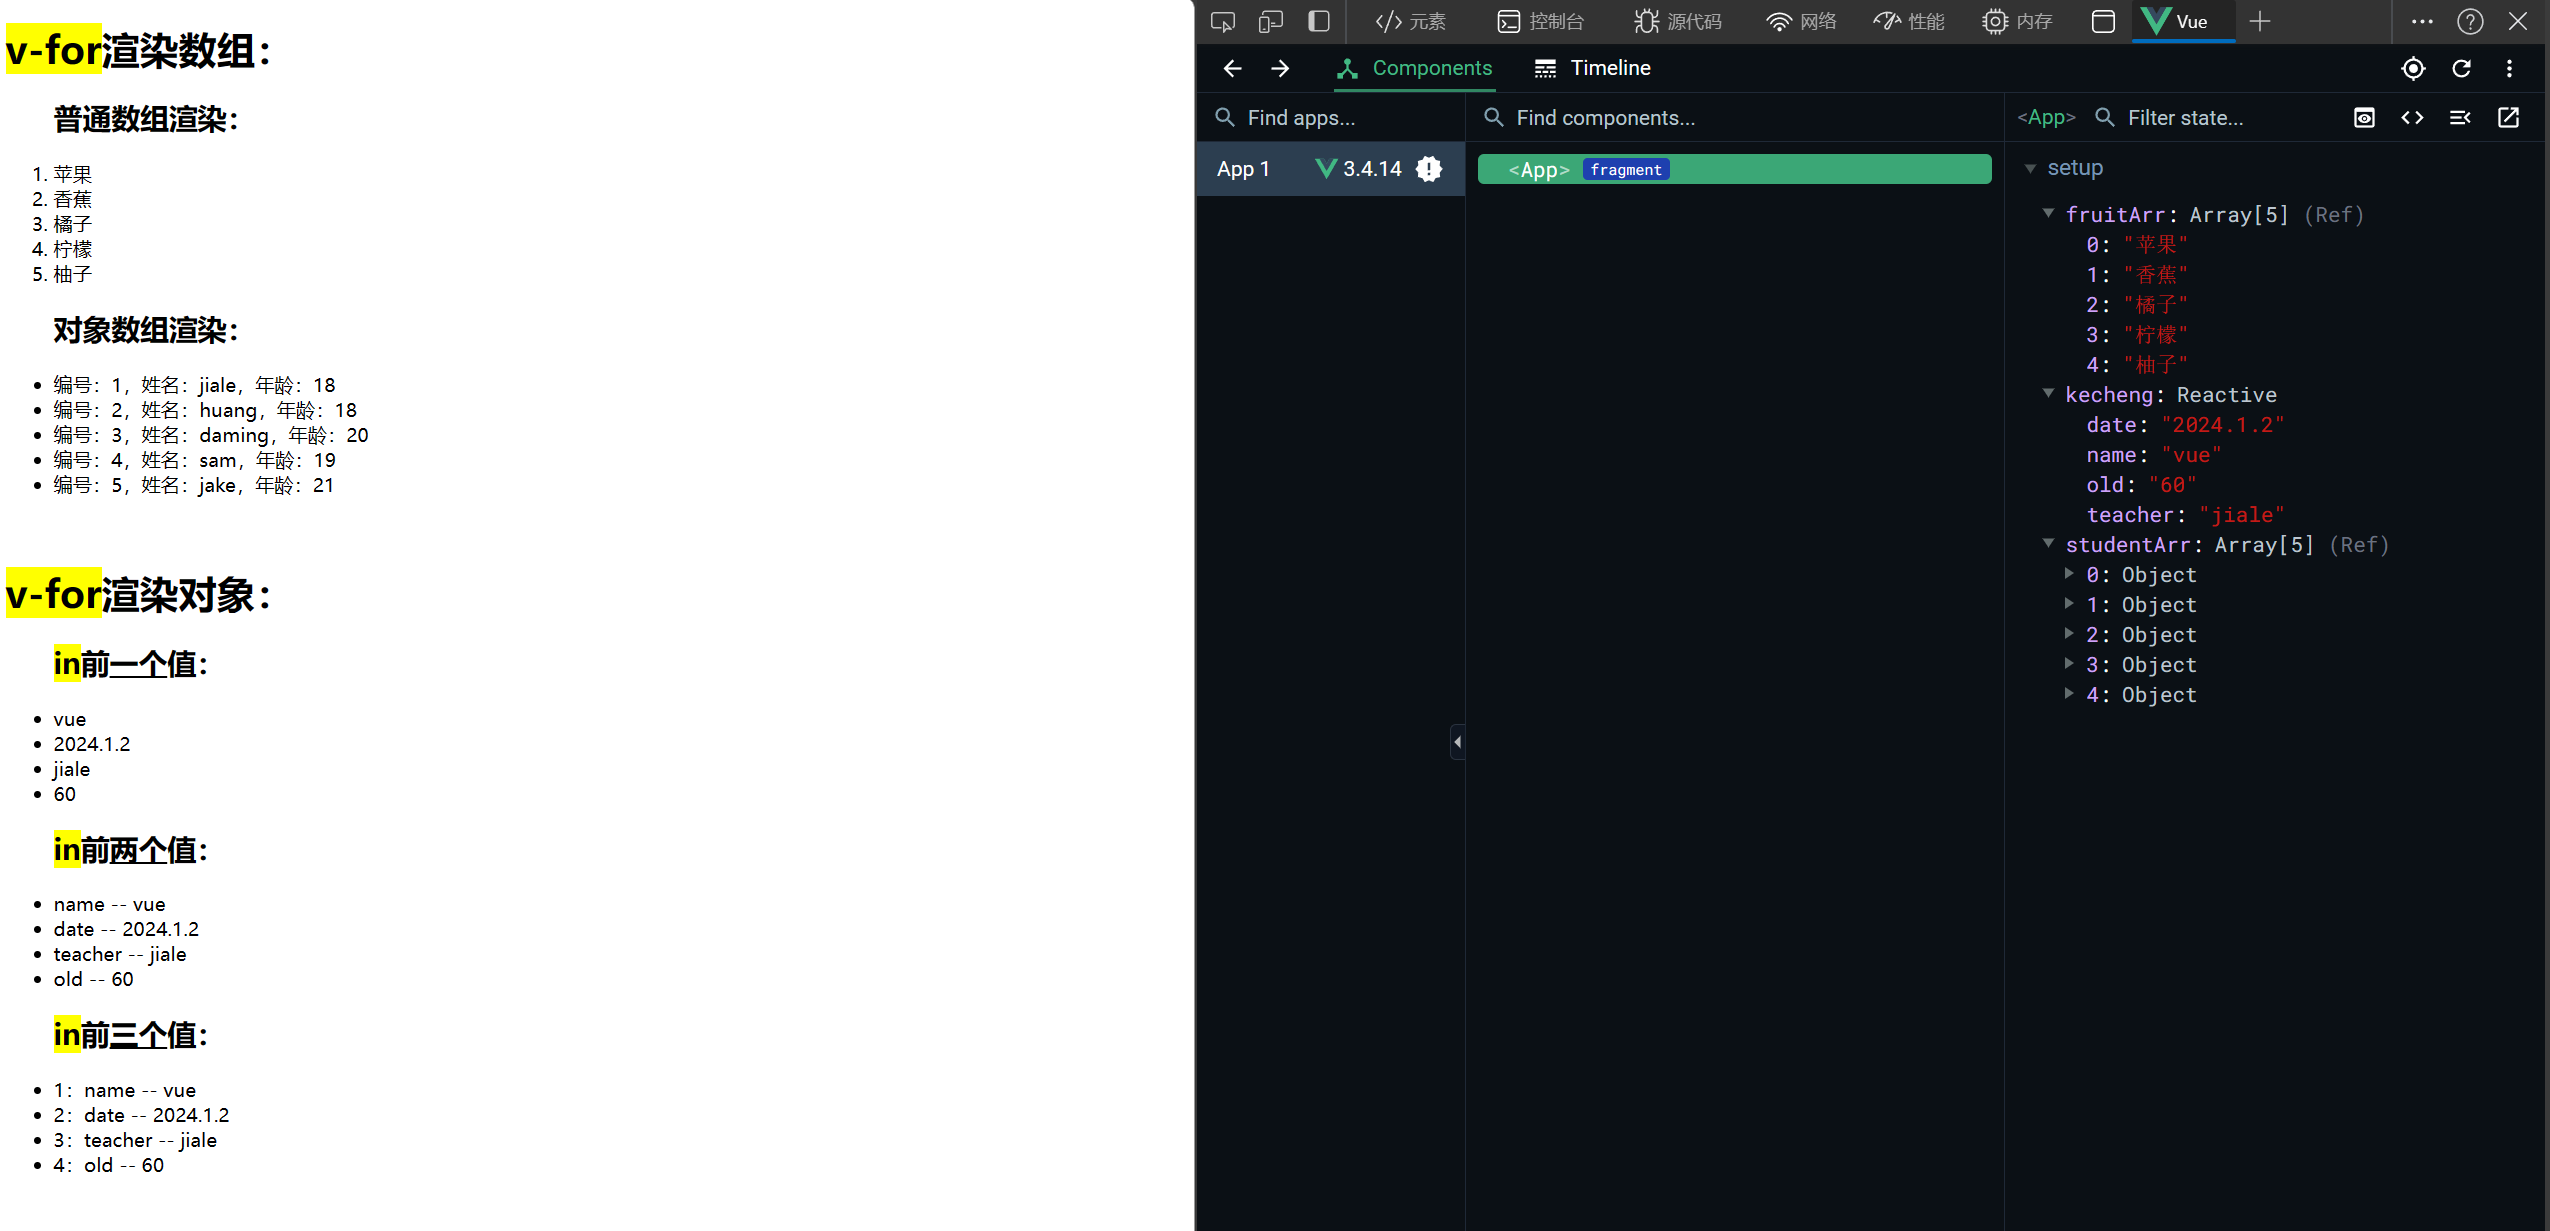 v-for渲染数组：
普通数组渲染：
1. 苹果
2. 香蕉
3. 橘子
4. 柠檬
5. 柚子
对象数组渲染：
• 编号：1，姓名：jiale，年龄：18
• 编号：2，姓名：huang，年龄：18
• 编号：3，姓名：daming，年龄：20
• 编号：4，姓名：sam，年龄：19
• 编号：5，姓名：jake，年龄：21
v-for渲染对象：
in前一个值：
• vue
• 2024.1.2
• jiale
• 60
in前两个值：
• name -- vue
• date -- 2024.1.2
• teacher -- jiale
• old -- 60
in前三个值：
• 1：name -- vue
• 2：date -- 2024.1.2
• 3：teacher -- jiale
• 4：old -- 60
元素 控制台 源代码 网络 性能 内存 Vue
Components Timeline
Find apps...
App 1 3.4.14
Find components...
<App> fragment
<App> Filter state...
setup
fruitArr: Array[5] (Ref)
0: "苹果"
1: "香蕉"
2: "橘子"
3: "柠檬"
4: "柚子"
kecheng: Reactive
date: "2024.1.2"
name: "vue"
old: "60"
teacher: "jiale"
studentArr: Array[5] (Ref)
0: Object
1: Object
2: Object
3: Object
4: Object